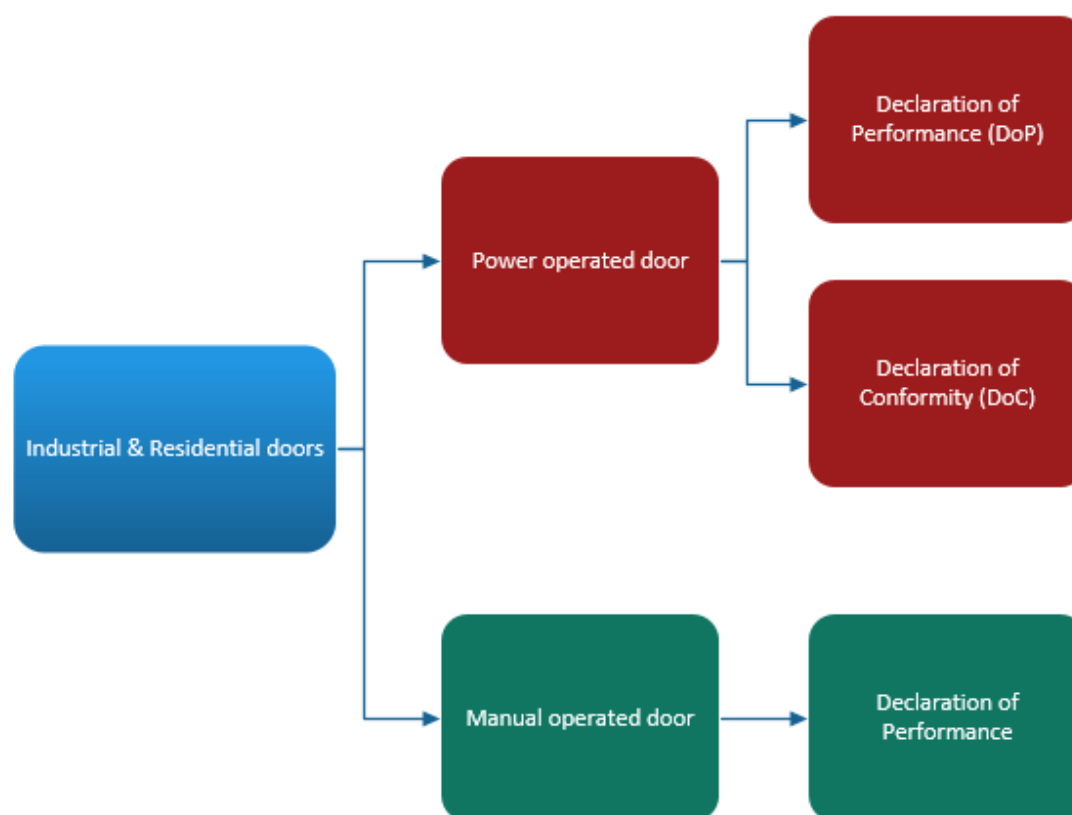 Declaration of
Performance (DoP)
Power operated door
Declaration of
Conformity (DoC)
Industrial & Residential doors
Manual operated door
Declaration of
Performance